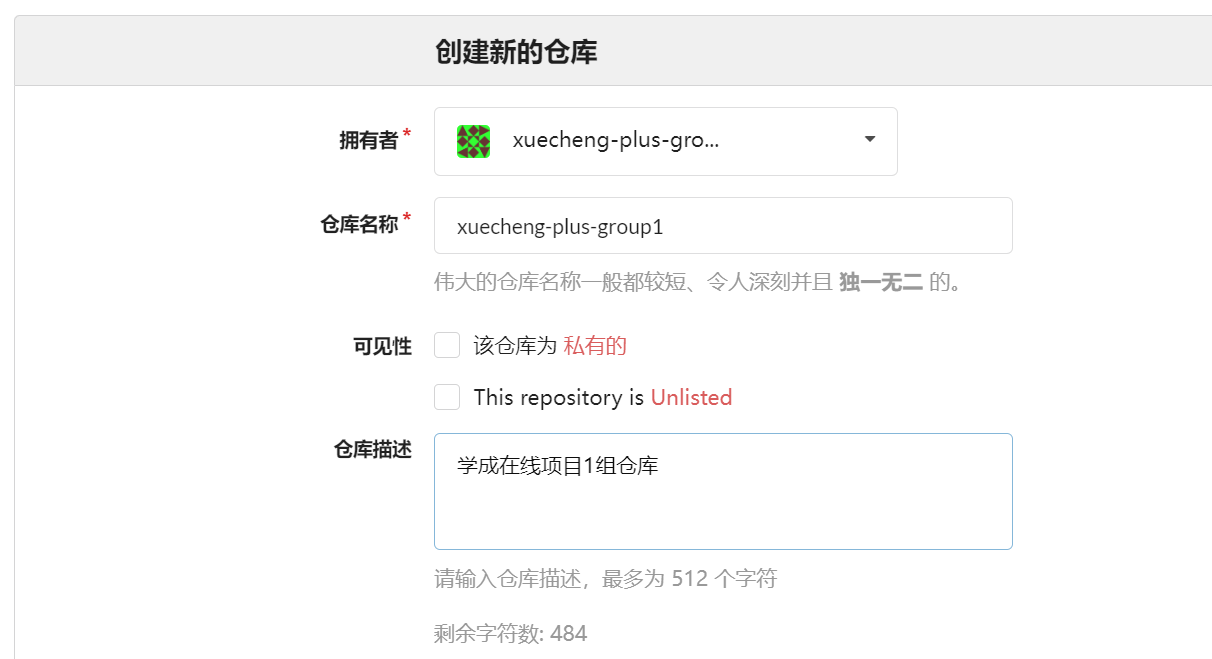 创建新的仓库
拥有者*
xuecheng-plus-gro...
仓库名称*
xuecheng-plus-group1
伟大的仓库名称一般都较短、令人深刻并且 独一无二 的。
可见性
该仓库为 私有的
This repository is Unlisted
仓库描述
学成在线项目1组仓库
请输入仓库描述，最多为 512 个字符
剩余字符数: 484